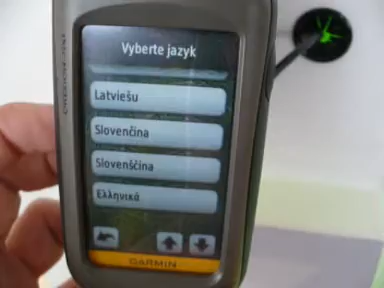 Vyberte jazyk
Latviešu
Slovenčina
Slovenščina
Ελληνικά
GARMIN